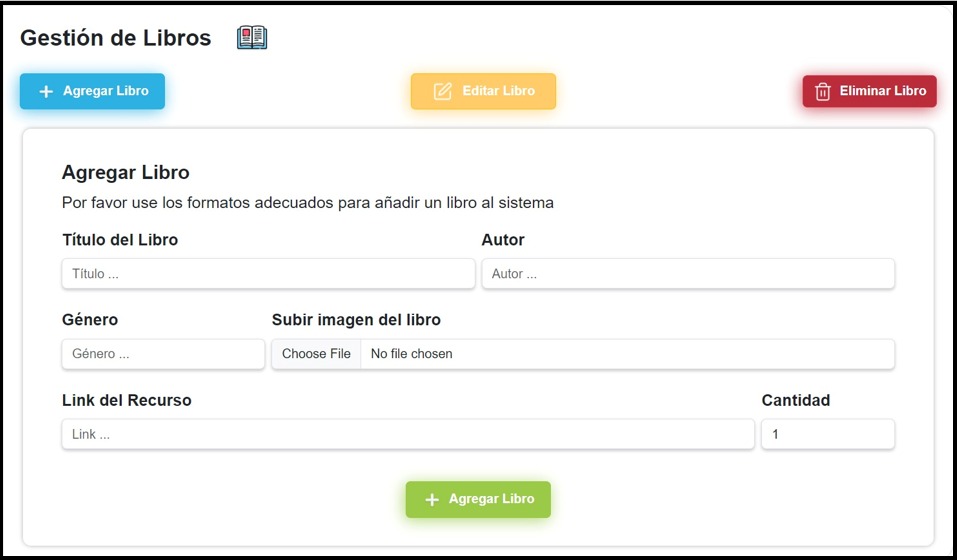 Gestión de Libros
Agregar Libro
Editar Libro
Eliminar Libro
Agregar Libro
Por favor use los formatos adecuados para añadir un libro al sistema
Título del Libro
Autor
Título ...
Autor ...
Género
Subir imagen del libro
Género ...
Choose File
No file chosen
Link del Recurso
Cantidad
Link ...
1
Agregar Libro